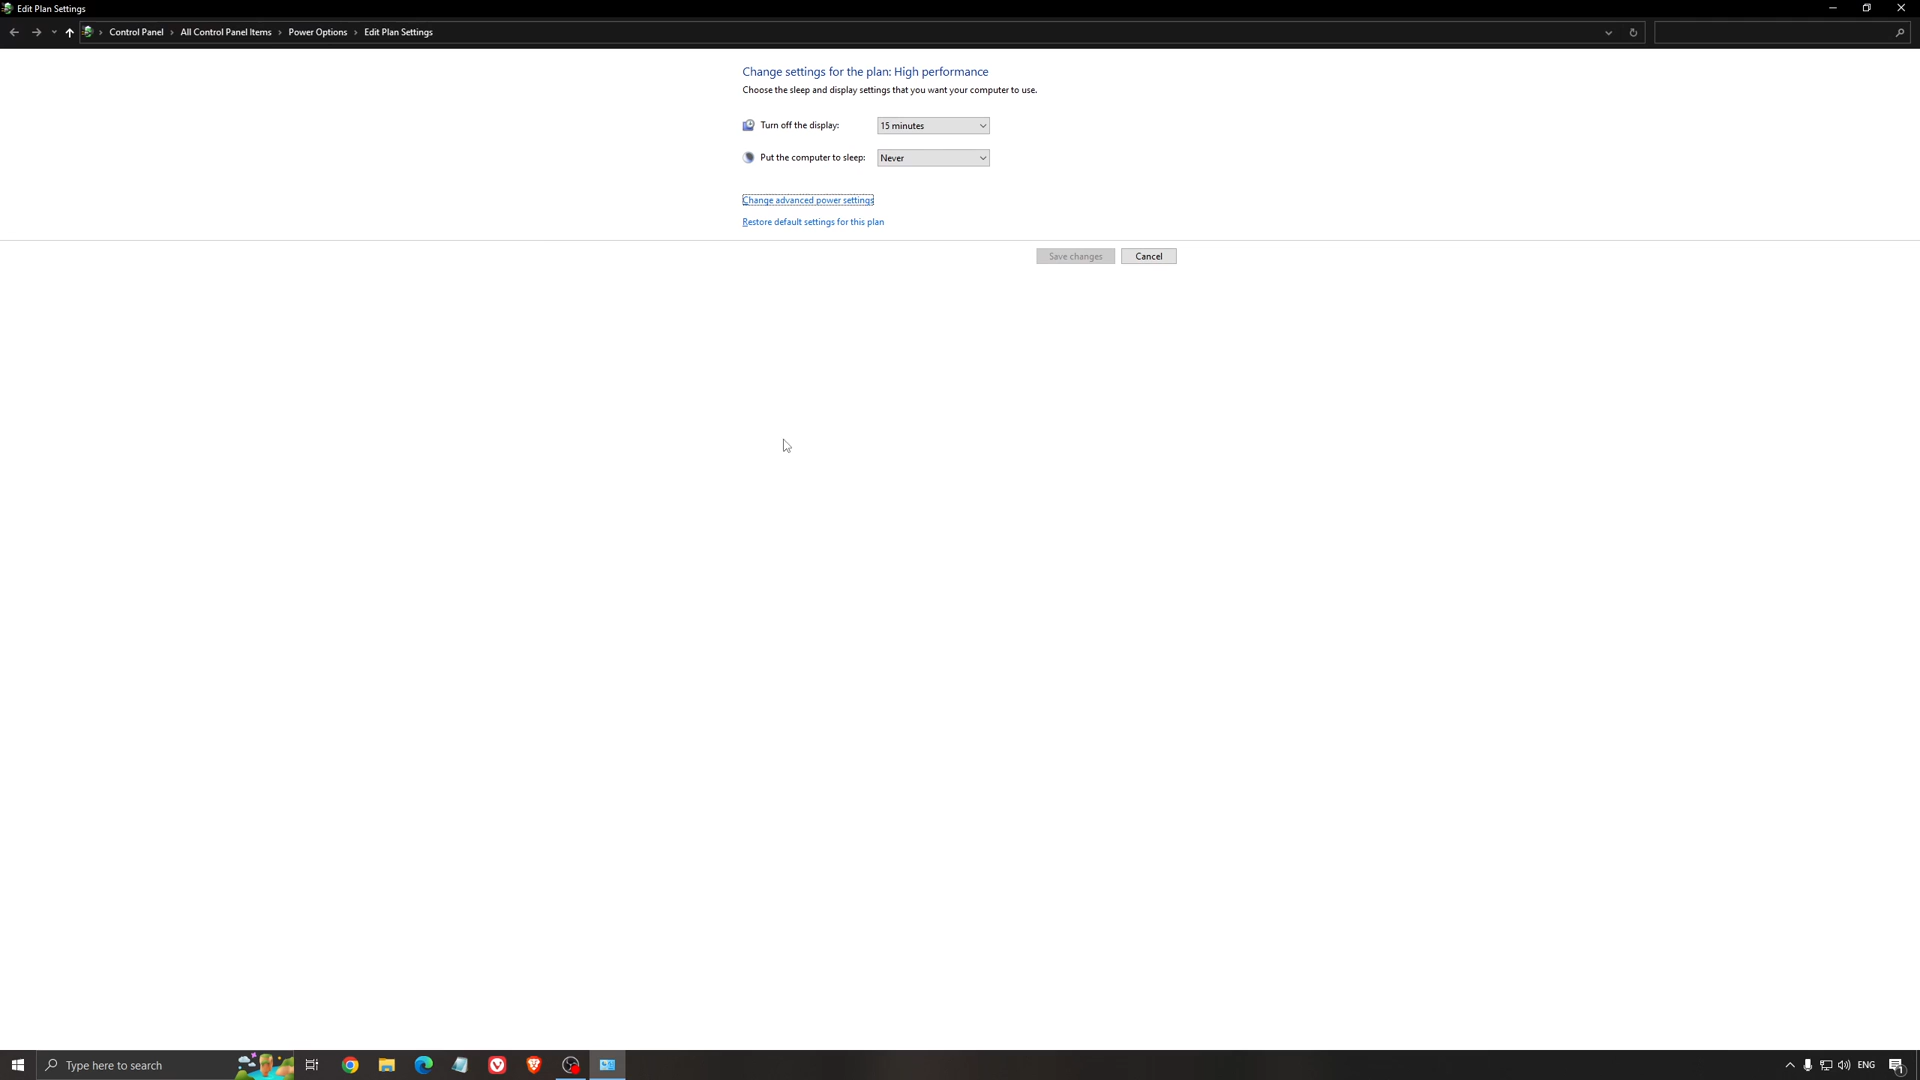 Edit Plan Settings
Control Panel > All Control Panel Items > Power Options > Edit Plan Settings
Change settings for the plan: High performance
Choose the sleep and display settings that you want your computer to use.
Turn off the display: 15 minutes
Put the computer to sleep: Never
Change advanced power settings
Restore default settings for this plan
Save changes Cancel
Type here to search
ENG
1